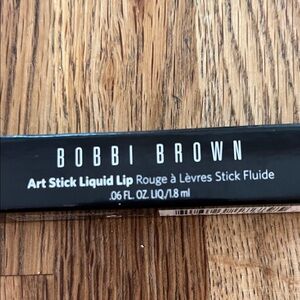 BOBBI BROWN
Art Stick Liquid Lip Rouge à Lèvres Stick Fluide
.06 FL. OZ. LIQ./1.8 ml